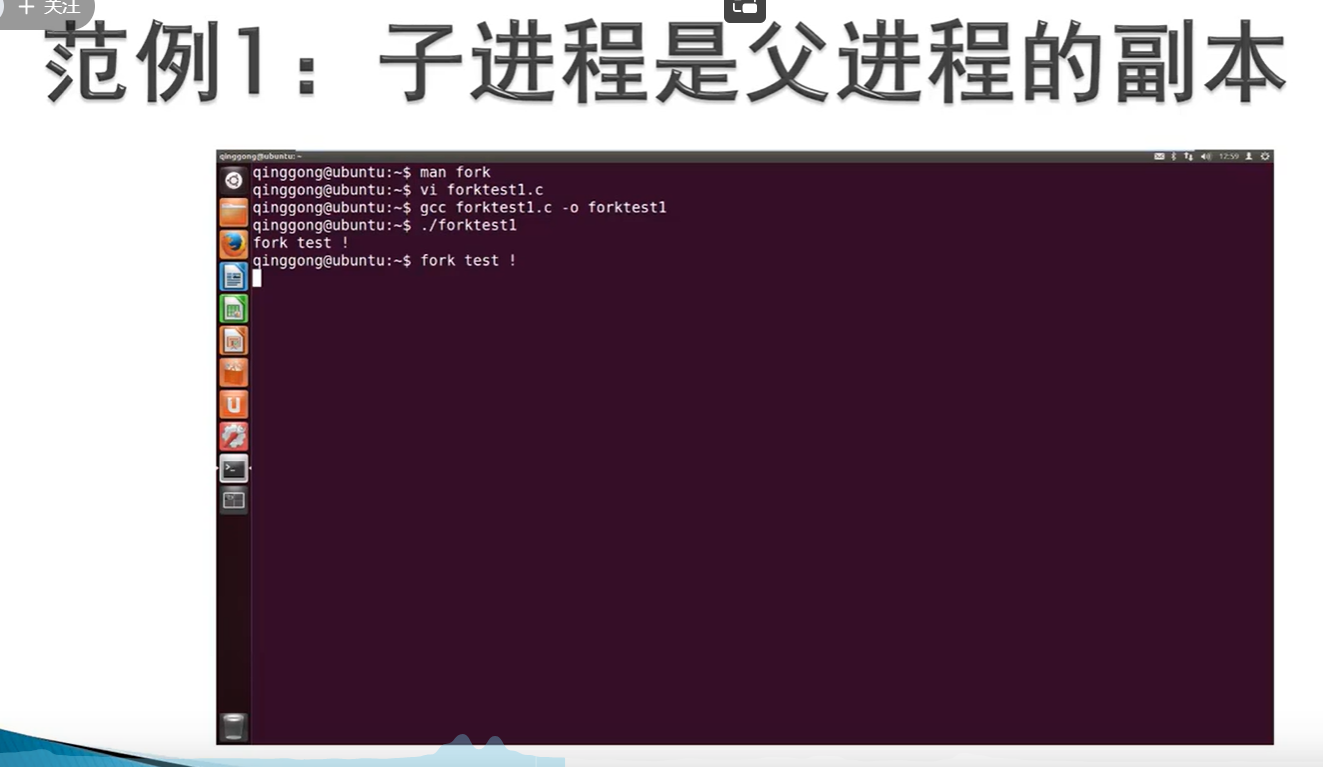 + 关注
范例1：子进程是父进程的副本
qinggong@ubuntu: ~
12:59
qinggong@ubuntu:~$ man fork
qinggong@ubuntu:~$ vi forktest1.c
qinggong@ubuntu:~$ gcc forktest1.c -o forktest1
qinggong@ubuntu:~$ ./forktest1
fork test !
qinggong@ubuntu:~$ fork test !